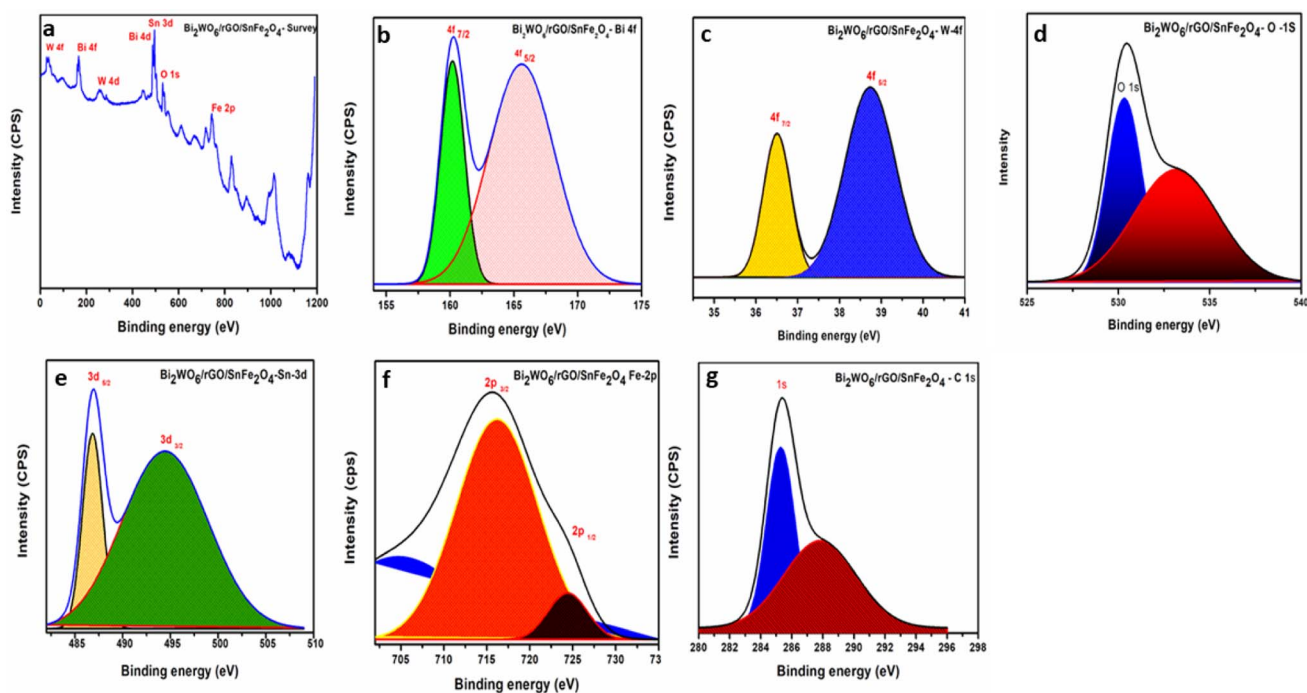 a
Bi2WO6/rGO/SnFe2O4- Survey
Sn 3d
W 4f
Bi 4f
Bi 4d
W 4d
O 1s
Fe 2p
Intensity (CPS)
0 200 400 600 800 1000 1200
Binding energy (eV)
b
Bi2WO6/rGO/SnFe2O4- Bi 4f
4f 7/2
4f 5/2
Intensity (CPS)
155 160 165 170 175
Binding energy (eV)
c
Bi2WO6/rGO/SnFe2O4- W-4f
4f 7/2
4f 5/2
Intensity (CPS)
35 36 37 38 39 40 41
Binding energy (eV)
d
Bi2WO6/rGO/SnFe2O4- O -1S
O 1s
Intensity
525 530 535 540
Binding energy (eV)
e
Bi2WO6/rGO/SnFe2O4-Sn-3d
3d 5/2
3d 3/2
Intensity (CPS)
485 490 495 500 505 510
Binding energy (eV)
f
Bi2WO6/rGO/SnFe2O4 Fe-2p
2p 3/2
2p 1/2
Intensity (cps)
705 710 715 720 725 73
Binding energy (eV)
g
Bi2WO6/rGO/SnFe2O4 - C 1s
1s
Intensity (CPS)
280 282 284 286 288 290 292 294 296 298
Binding energy (eV)